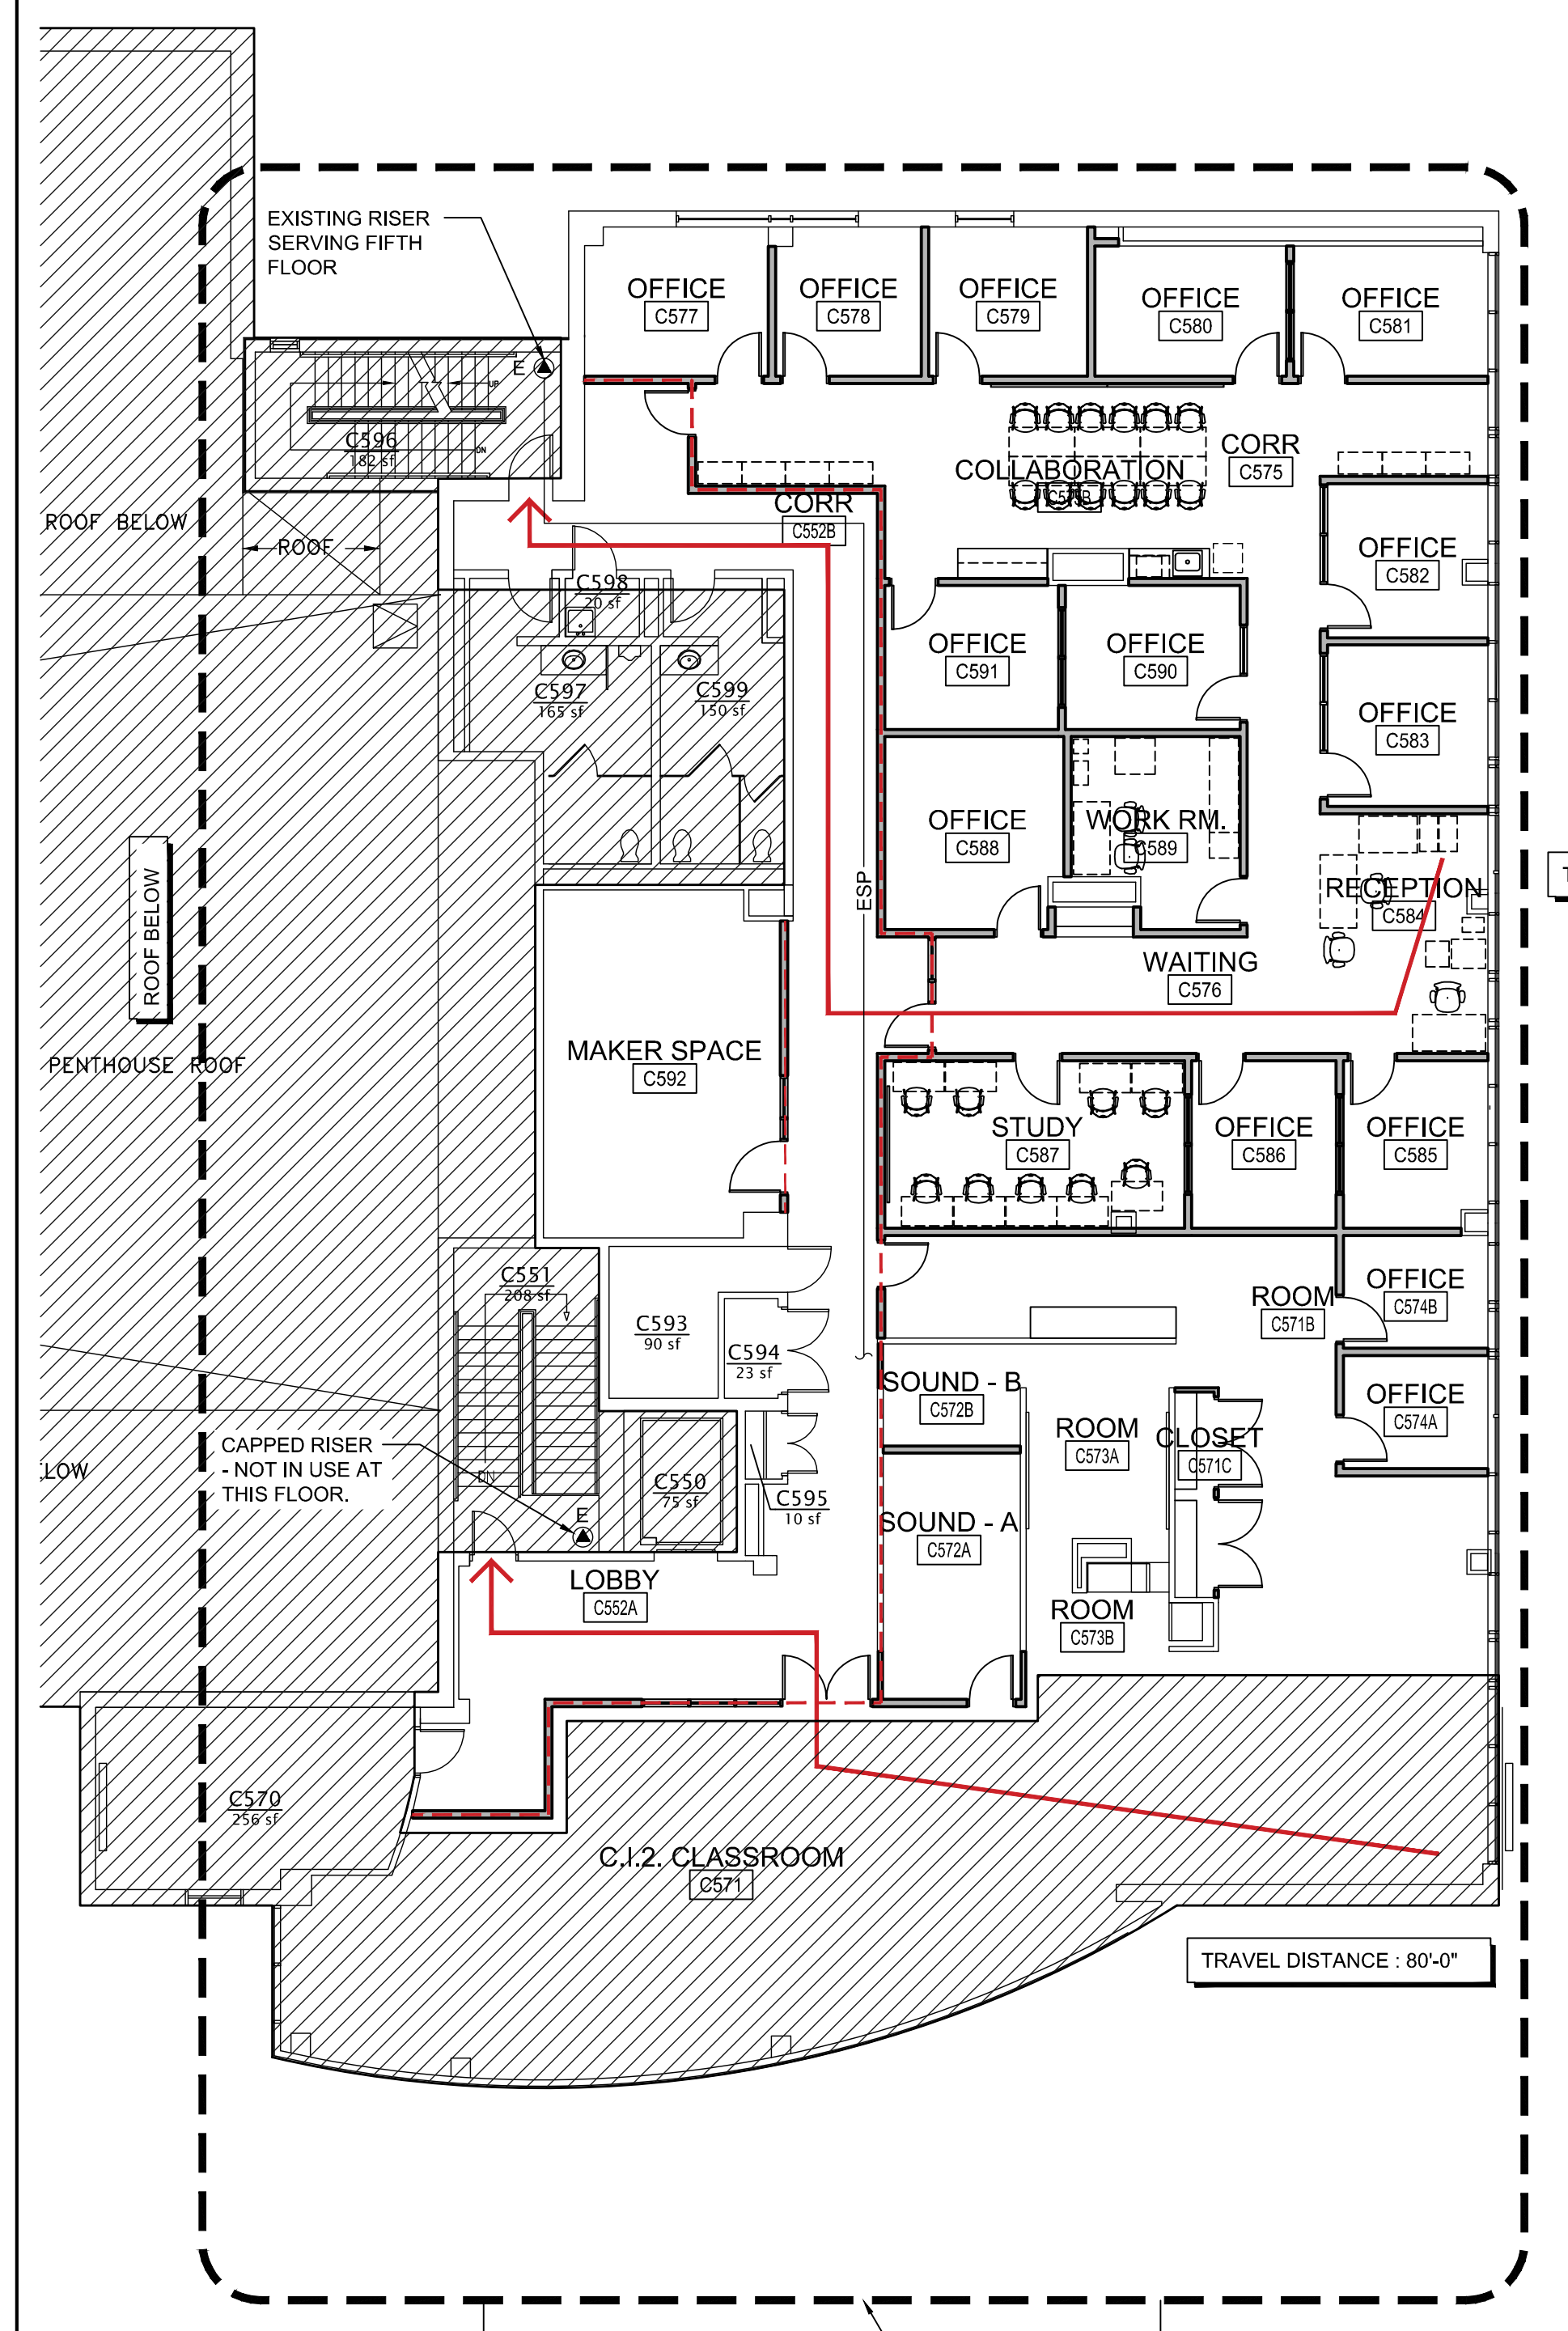 EXISTING RISER
SERVING FIFTH
FLOOR
OFFICE
C577
OFFICE
C578
OFFICE
C579
OFFICE
C580
OFFICE
C581
E
UP
C596
182 sf
DN
ROOF BELOW
ROOF
COLLABORATION
C575B
CORR
C575
CORR
C552B
OFFICE
C582
C598
20 sf
OFFICE
C591
OFFICE
C590
C597
165 sf
C599
150 sf
OFFICE
C583
OFFICE
C588
WORK RM.
C589
ESP
RECEPTION
C584
T
ROOF BELOW
WAITING
C576
PENTHOUSE ROOF
MAKER SPACE
C592
STUDY
C587
OFFICE
C586
OFFICE
C585
C551
208 sf
DN
C593
90 sf
C594
23 sf
ROOM
C571B
OFFICE
C574B
SOUND - B
C572B
ROOM
C573A
CLOSET
C571C
OFFICE
C574A
LOW
CAPPED RISER
- NOT IN USE AT
THIS FLOOR.
C550
75 sf
C595
10 sf
E
SOUND - A
C572A
LOBBY
C552A
ROOM
C573B
C570
256 sf
C.I.2. CLASSROOM
C571
TRAVEL DISTANCE : 80'-0"